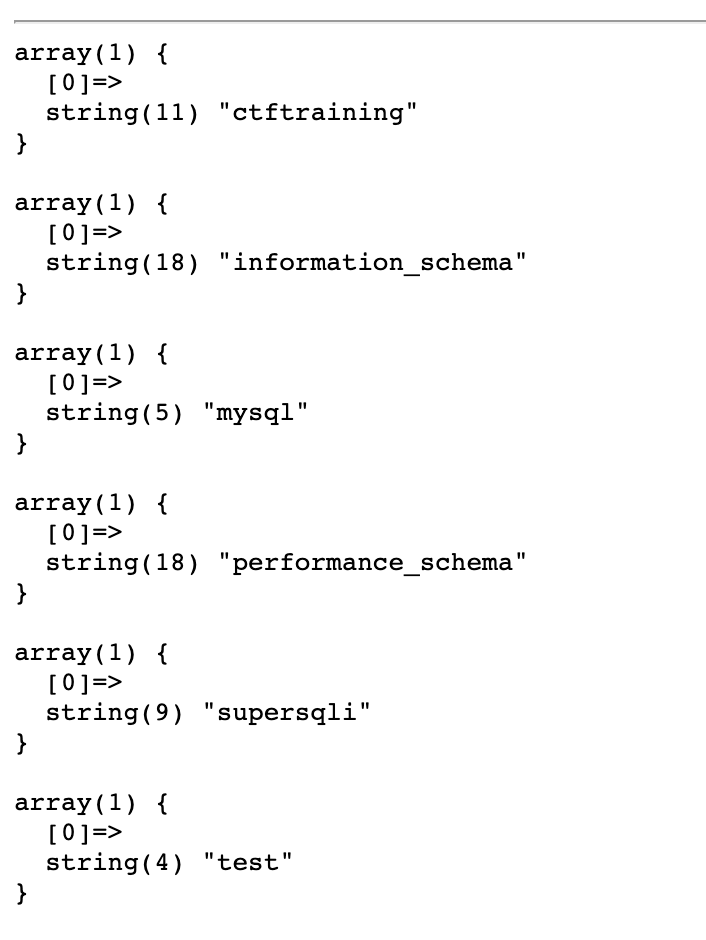 array(1) {
  [0]=>
  string(11) "ctftraining"
}
array(1) {
  [0]=>
  string(18) "information_schema"
}
array(1) {
  [0]=>
  string(5) "mysql"
}
array(1) {
  [0]=>
  string(18) "performance_schema"
}
array(1) {
  [0]=>
  string(9) "supersqli"
}
array(1) {
  [0]=>
  string(4) "test"
}